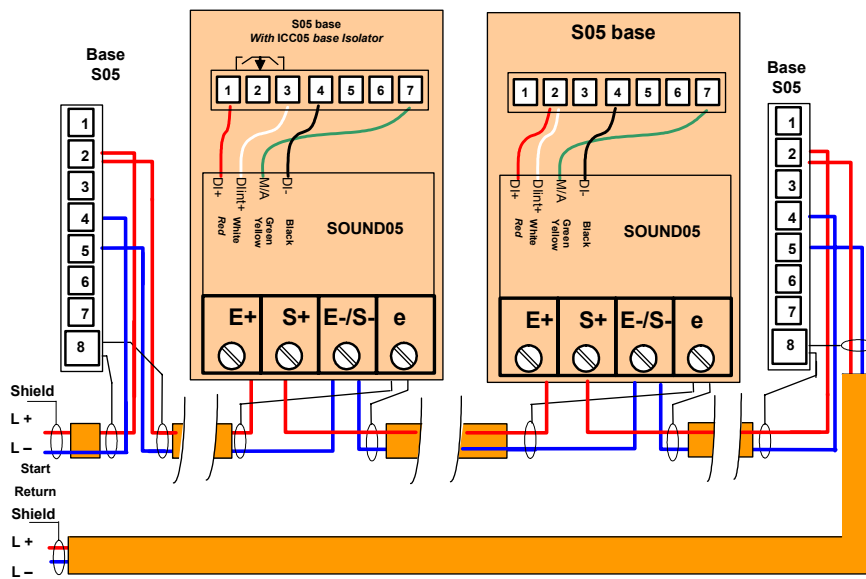 Base
S05
1
2
3
4
5
6
7
8
S05 base
With ICC05 base Isolator
1 2 3 4 5 6 7
DI+ DIint+ M/A DI-
Red White Green Yellow Black
SOUND05
E+ S+ E-/S- e
S05 base
1 2 3 4 5 6 7
DI+ DIint+ M/A DI-
Red White Green Yellow Black
SOUND05
E+ S+ E-/S- e
Base
S05
1
2
3
4
5
6
7
8
Shield
L +
L –
Start
Return
Shield
L +
L –